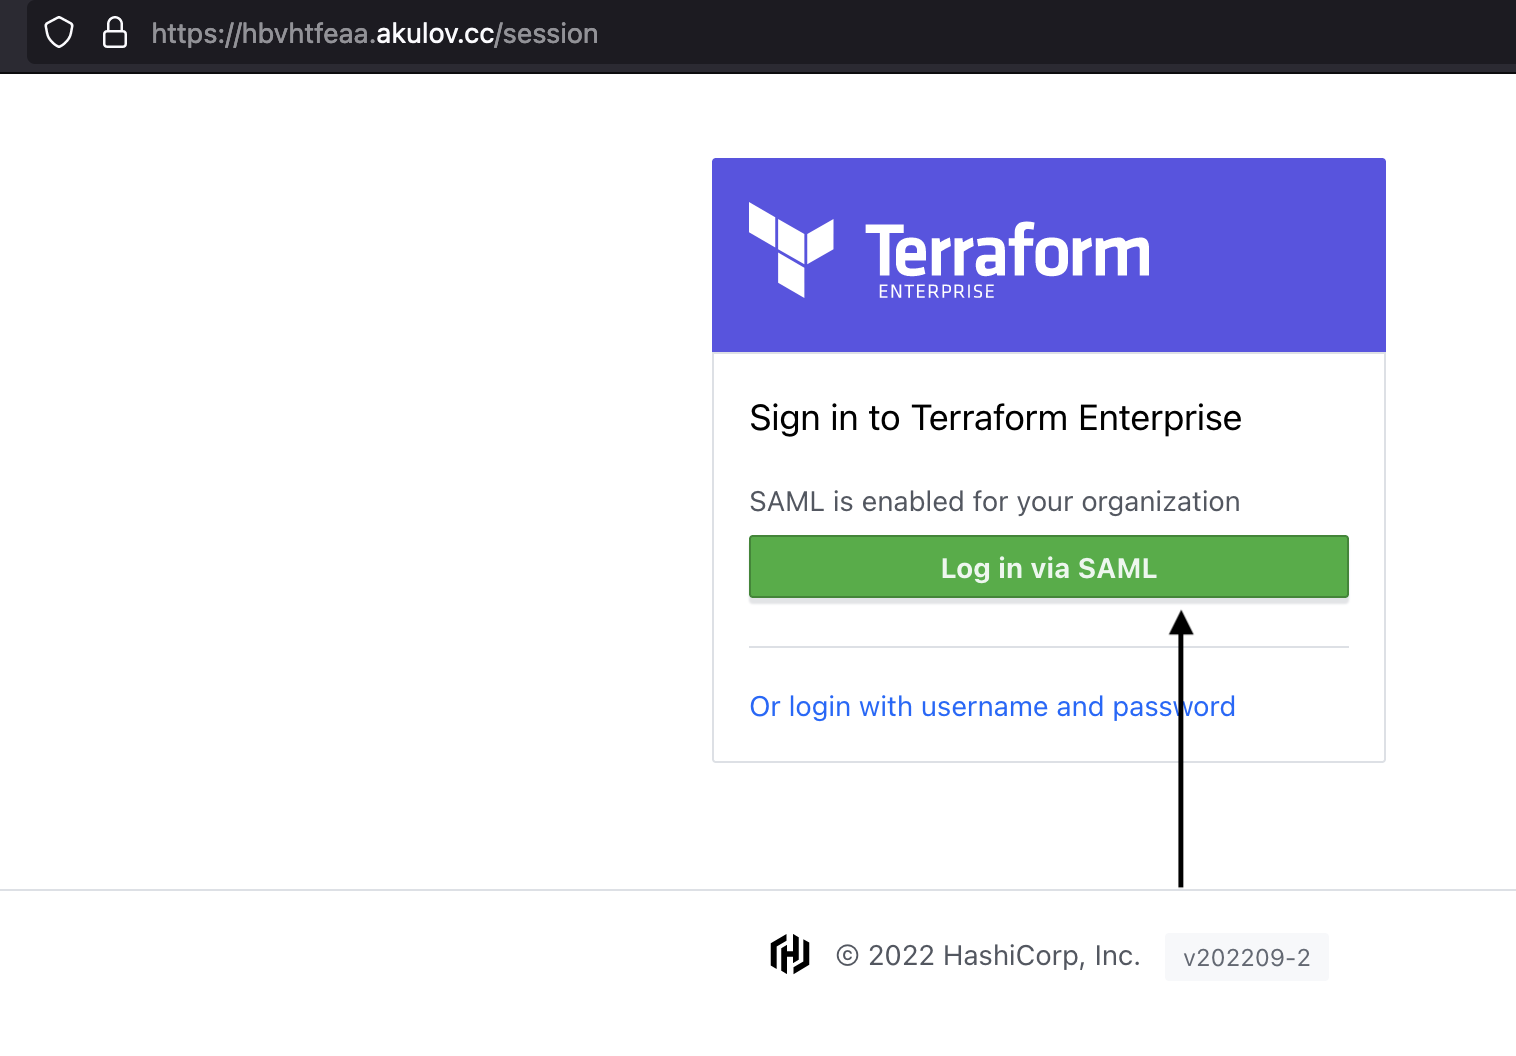 https://hbvhtfeaa.akulov.cc/session
Terraform
ENTERPRISE
Sign in to Terraform Enterprise
SAML is enabled for your organization
Log in via SAML
Or login with username and password
© 2022 HashiCorp, Inc. v202209-2